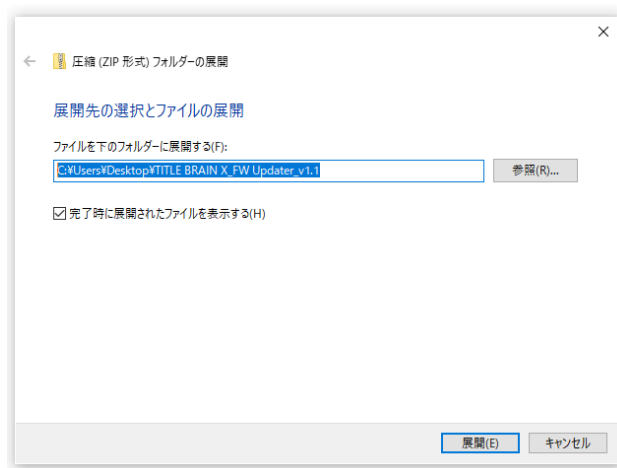 圧縮 (ZIP 形式) フォルダーの展開
展開先の選択とファイルの展開
ファイルを下のフォルダーに展開する(F):
C:¥Users¥Desktop¥TITLE BRAIN X_FW Updater_v1.1
参照(R)...
完了時に展開されたファイルを表示する(H)
展開(E)
キャンセル